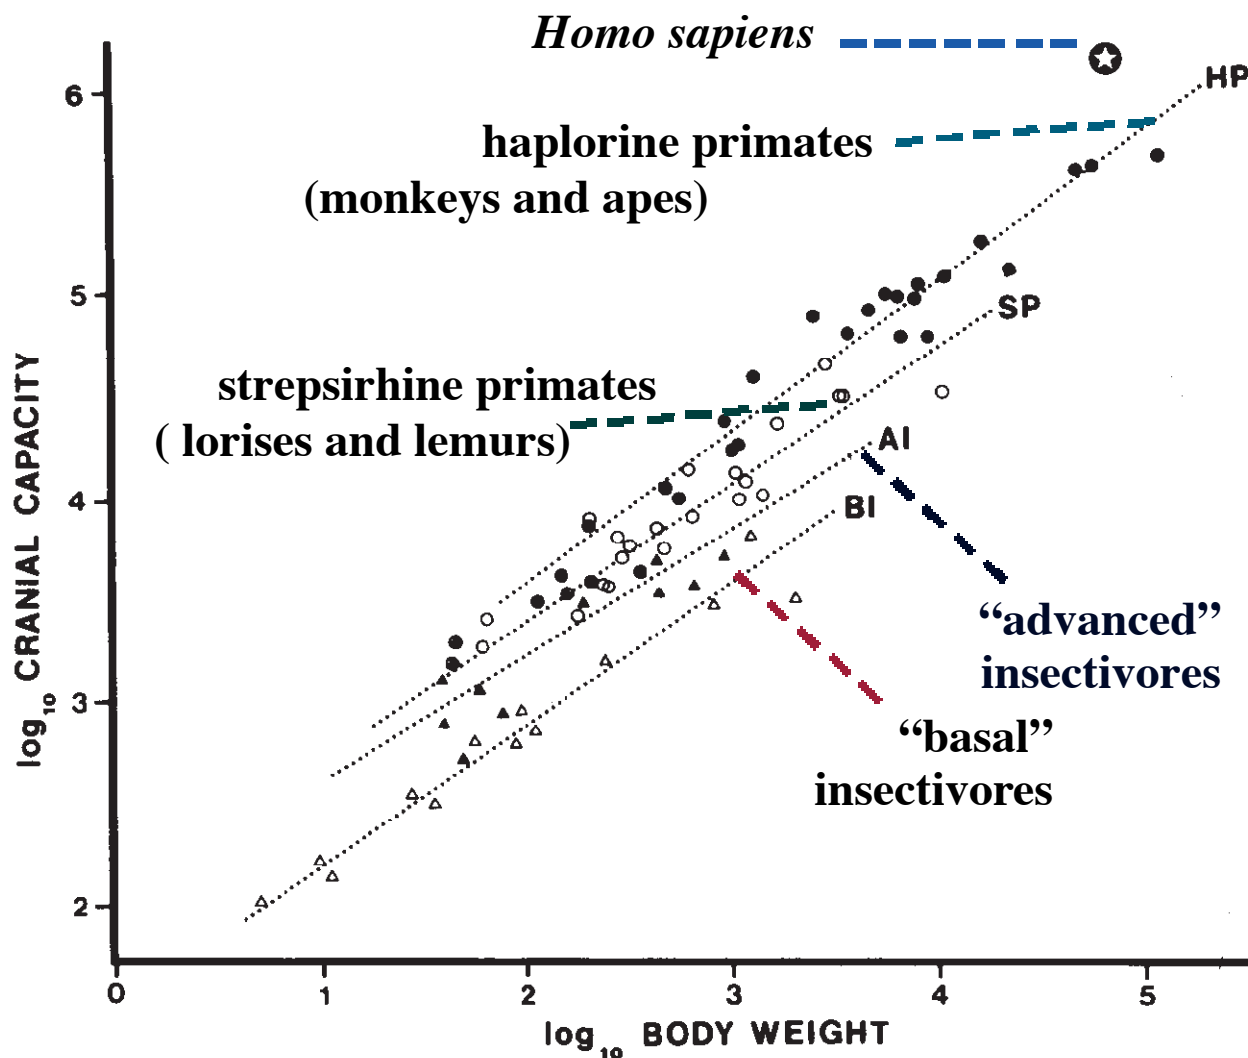 Homo sapiens
HP
6
haplorine primates
(monkeys and apes)
5
SP
strepsirhine primates
( lorises and lemurs)
AI
4
BI
“advanced”
insectivores
3
“basal”
insectivores
2
log10 CRANIAL CAPACITY
0 1 2 3 4 5
log10 BODY WEIGHT